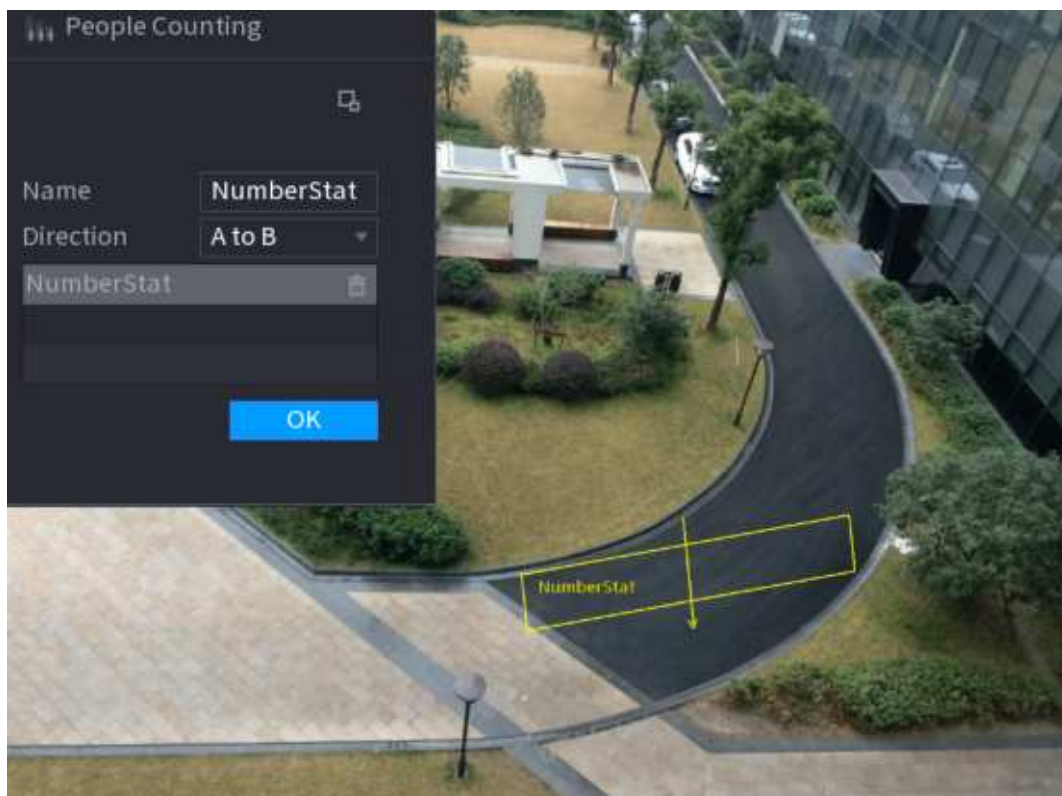 People Counting
Name NumberStat
Direction A to B
NumberStat
OK
NumberStat